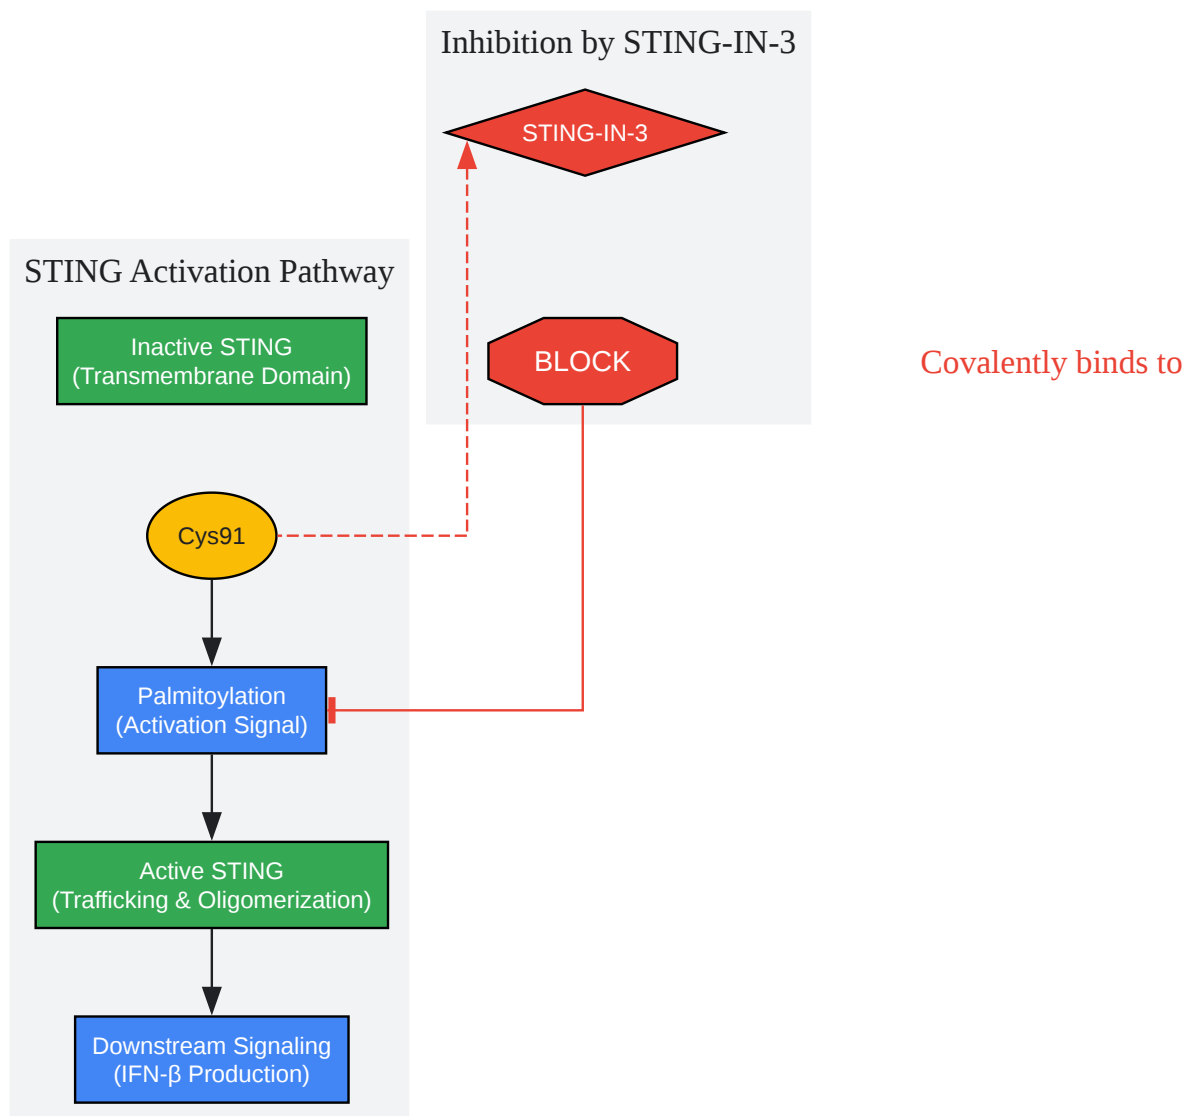 Inhibition by STING-IN-3
STING-IN-3
STING Activation Pathway
Inactive STING
(Transmembrane Domain)
BLOCK
Covalently binds to
Cys91
Palmitoylation
(Activation Signal)
Active STING
(Trafficking & Oligomerization)
Downstream Signaling
(IFN-β Production)